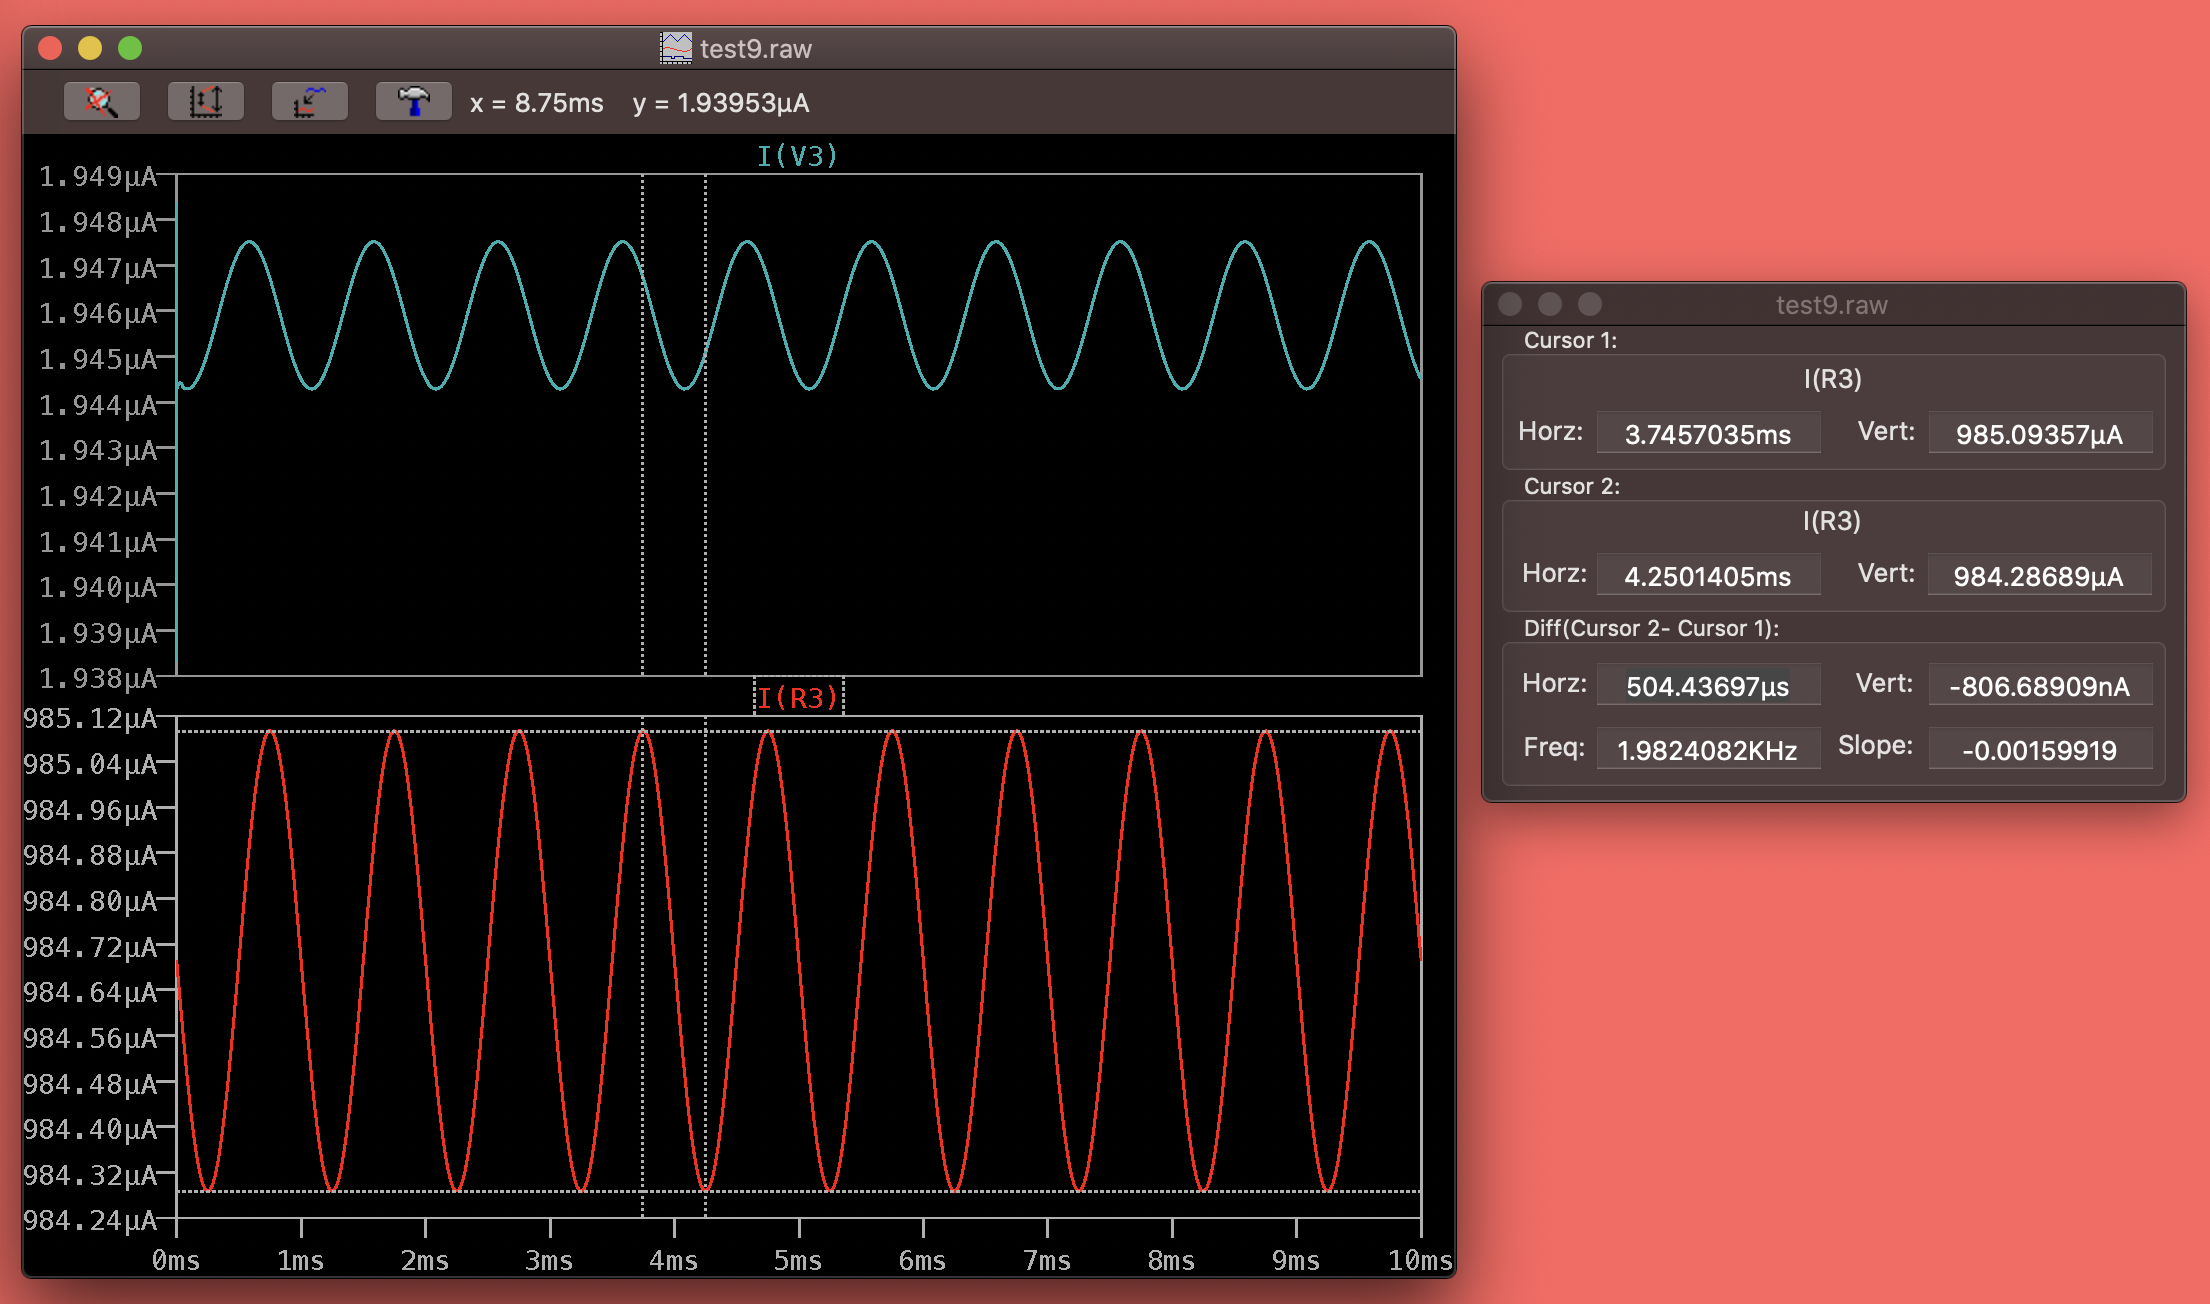 test9.raw
x = 8.75ms y = 1.93953µA
I(V3)
1.949µA
1.948µA
1.947µA
1.946µA
1.945µA
1.944µA
1.943µA
1.942µA
1.941µA
1.940µA
1.939µA
1.938µA
I(R3)
985.12µA
985.04µA
984.96µA
984.88µA
984.80µA
984.72µA
984.64µA
984.56µA
984.48µA
984.40µA
984.32µA
984.24µA
0ms 1ms 2ms 3ms 4ms 5ms 6ms 7ms 8ms 9ms 10ms
test9.raw
Cursor 1:
I(R3)
Horz: 3.7457035ms Vert: 985.09357µA
Cursor 2:
I(R3)
Horz: 4.2501405ms Vert: 984.28689µA
Diff(Cursor 2- Cursor 1):
Horz: 504.43697µs Vert: -806.68909nA
Freq: 1.9824082KHz Slope: -0.00159919